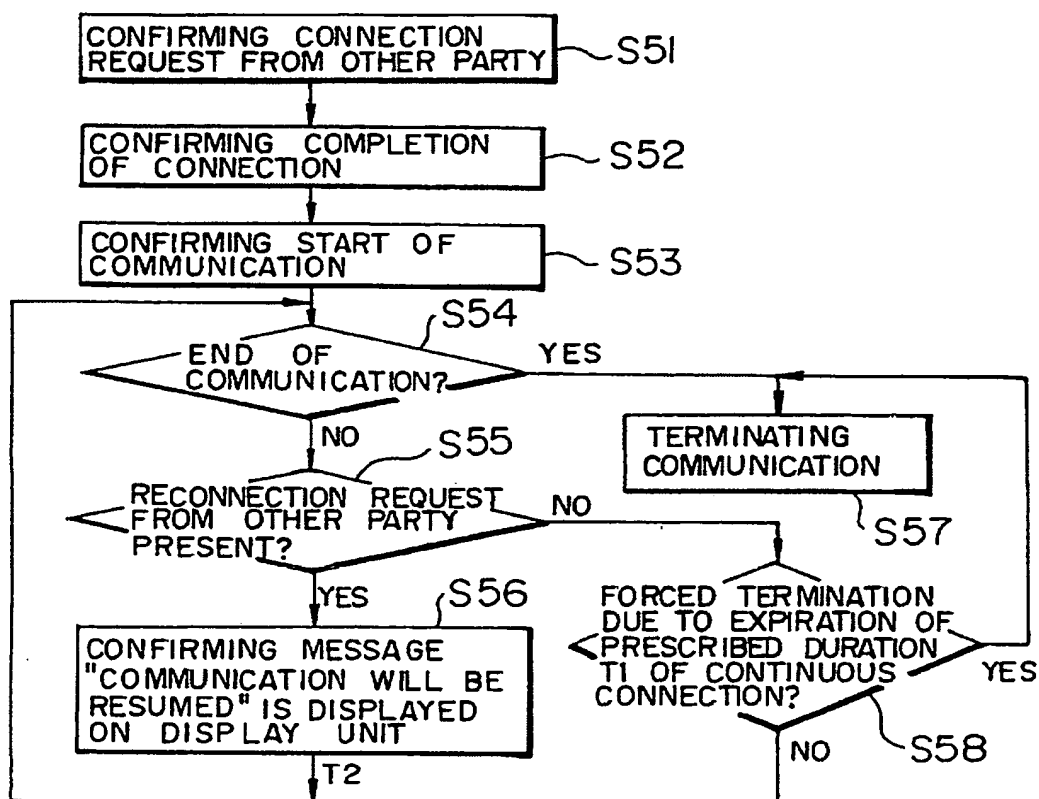 CONFIRMING CONNECTION
REQUEST FROM OTHER PARTY
S51
CONFIRMING COMPLETION
OF CONNECTION
S52
CONFIRMING START OF
COMMUNICATION
S53
S54
END OF
COMMUNICATION?
YES
NO
TERMINATING
COMMUNICATION
S57
S55
RECONNECTION REQUEST
FROM OTHER PARTY
PRESENT?
NO
YES
S56
CONFIRMING MESSAGE
"COMMUNICATION WILL BE
RESUMED" IS DISPLAYED
ON DISPLAY UNIT
T2
FORCED TERMINATION
DUE TO EXPIRATION OF
PRESCRIBED DURATION
T1 OF CONTINUOUS
CONNECTION?
YES
NO
S58